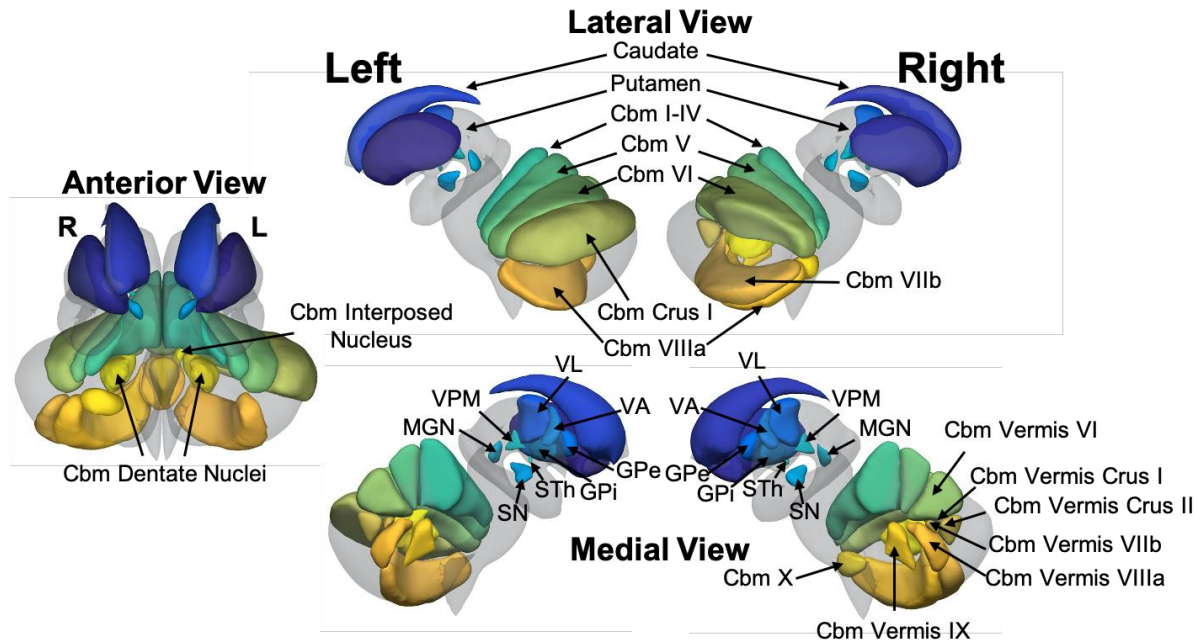 Lateral View
Left
Caudate
Right
Putamen
Cbm I-IV
Cbm V
Cbm VI
Anterior View
R
L
Cbm Interposed
Nucleus
Cbm VIIb
Cbm Crus I
Cbm VIIIa
Cbm Dentate Nuclei
VL
VPM
VA
MGN
GPe
STh
GPi
SN
VL
VA
VPM
MGN
GPe
GPi
STh
SN
Cbm Vermis VI
Cbm Vermis Crus I
Cbm Vermis Crus II
Cbm Vermis VIIb
Cbm Vermis VIIIa
Medial View
Cbm X
Cbm Vermis IX